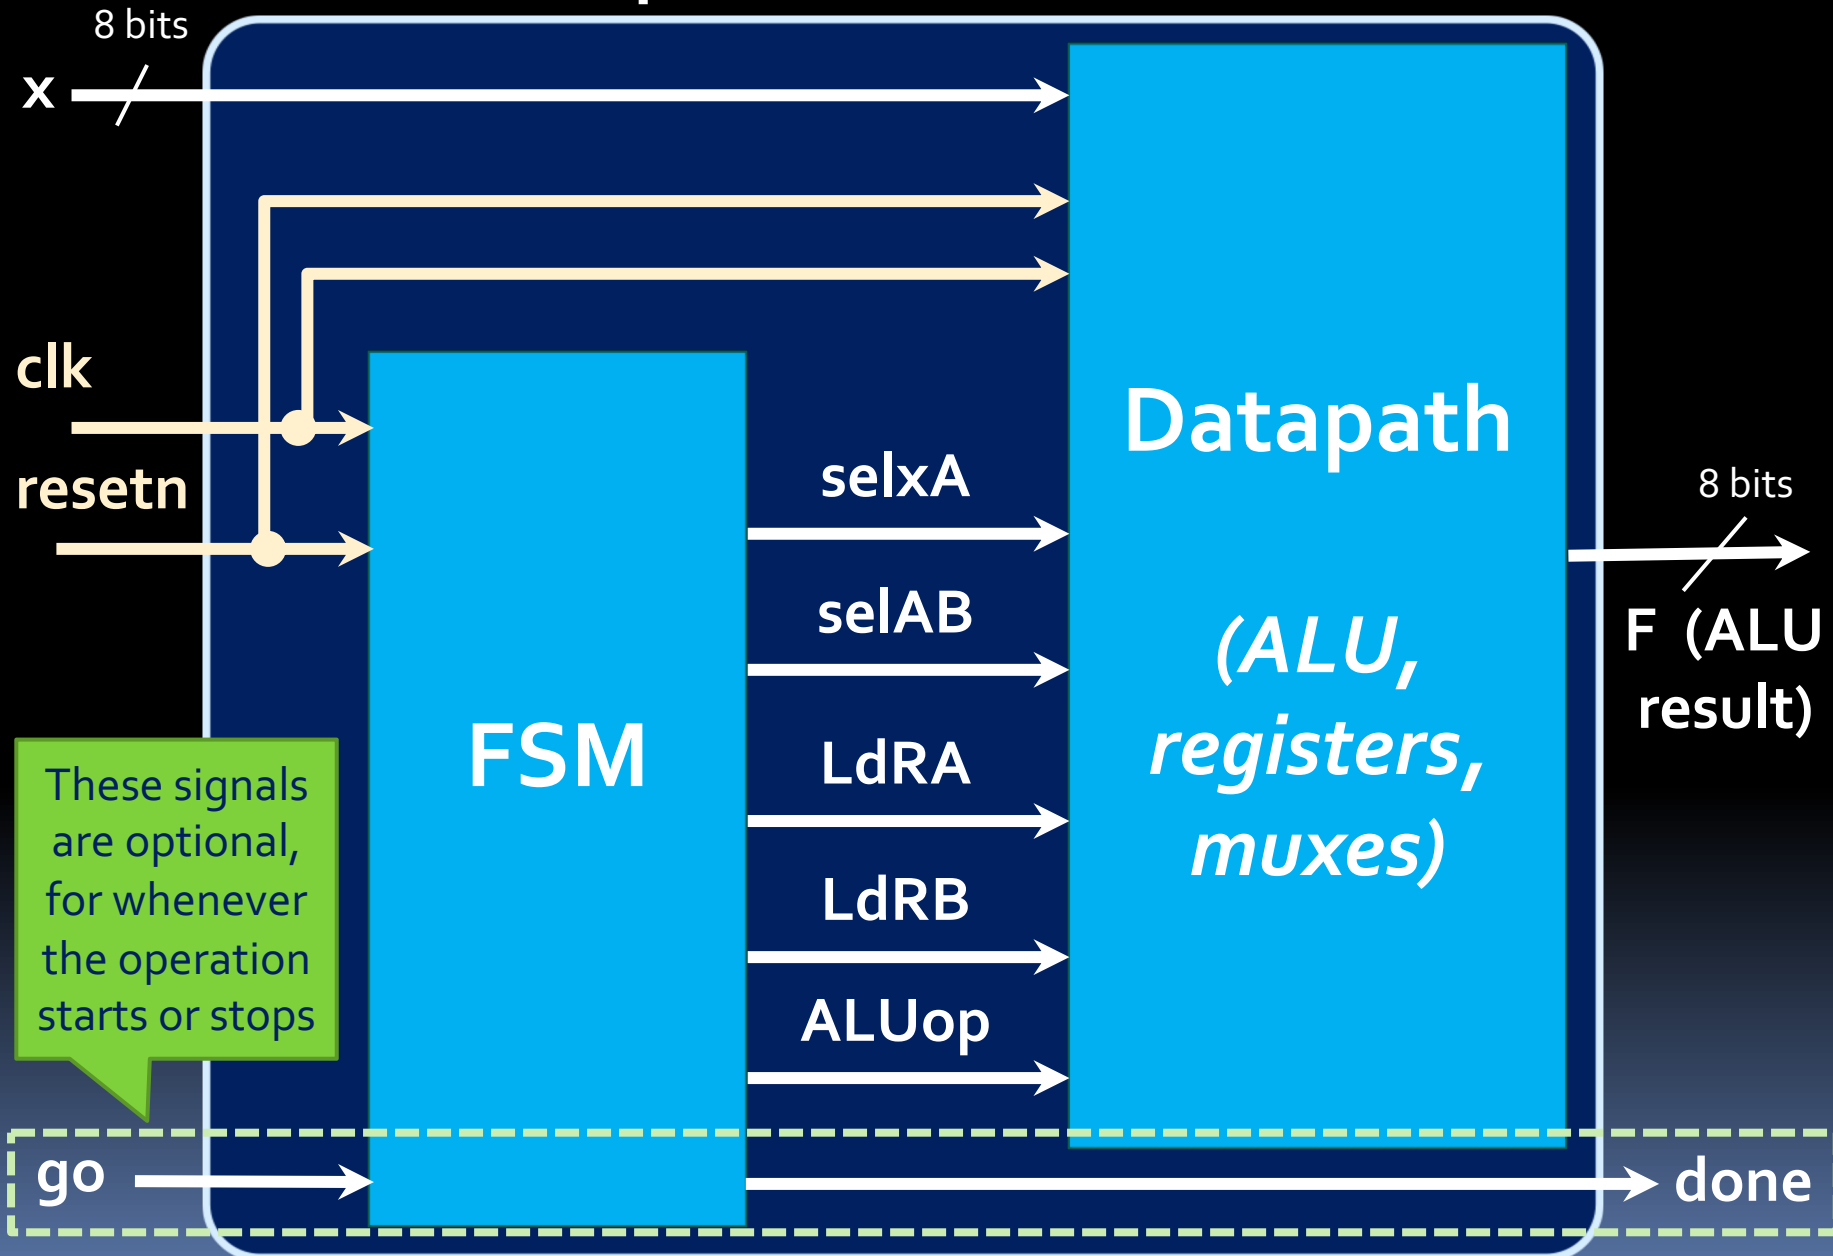 8 bits
x
clk
resetn
selxA
selAB
LdRA
LdRB
ALUop
FSM
Datapath
(ALU,
registers,
muxes)
8 bits
F (ALU
result)
These signals
are optional,
for whenever
the operation
starts or stops
go
done